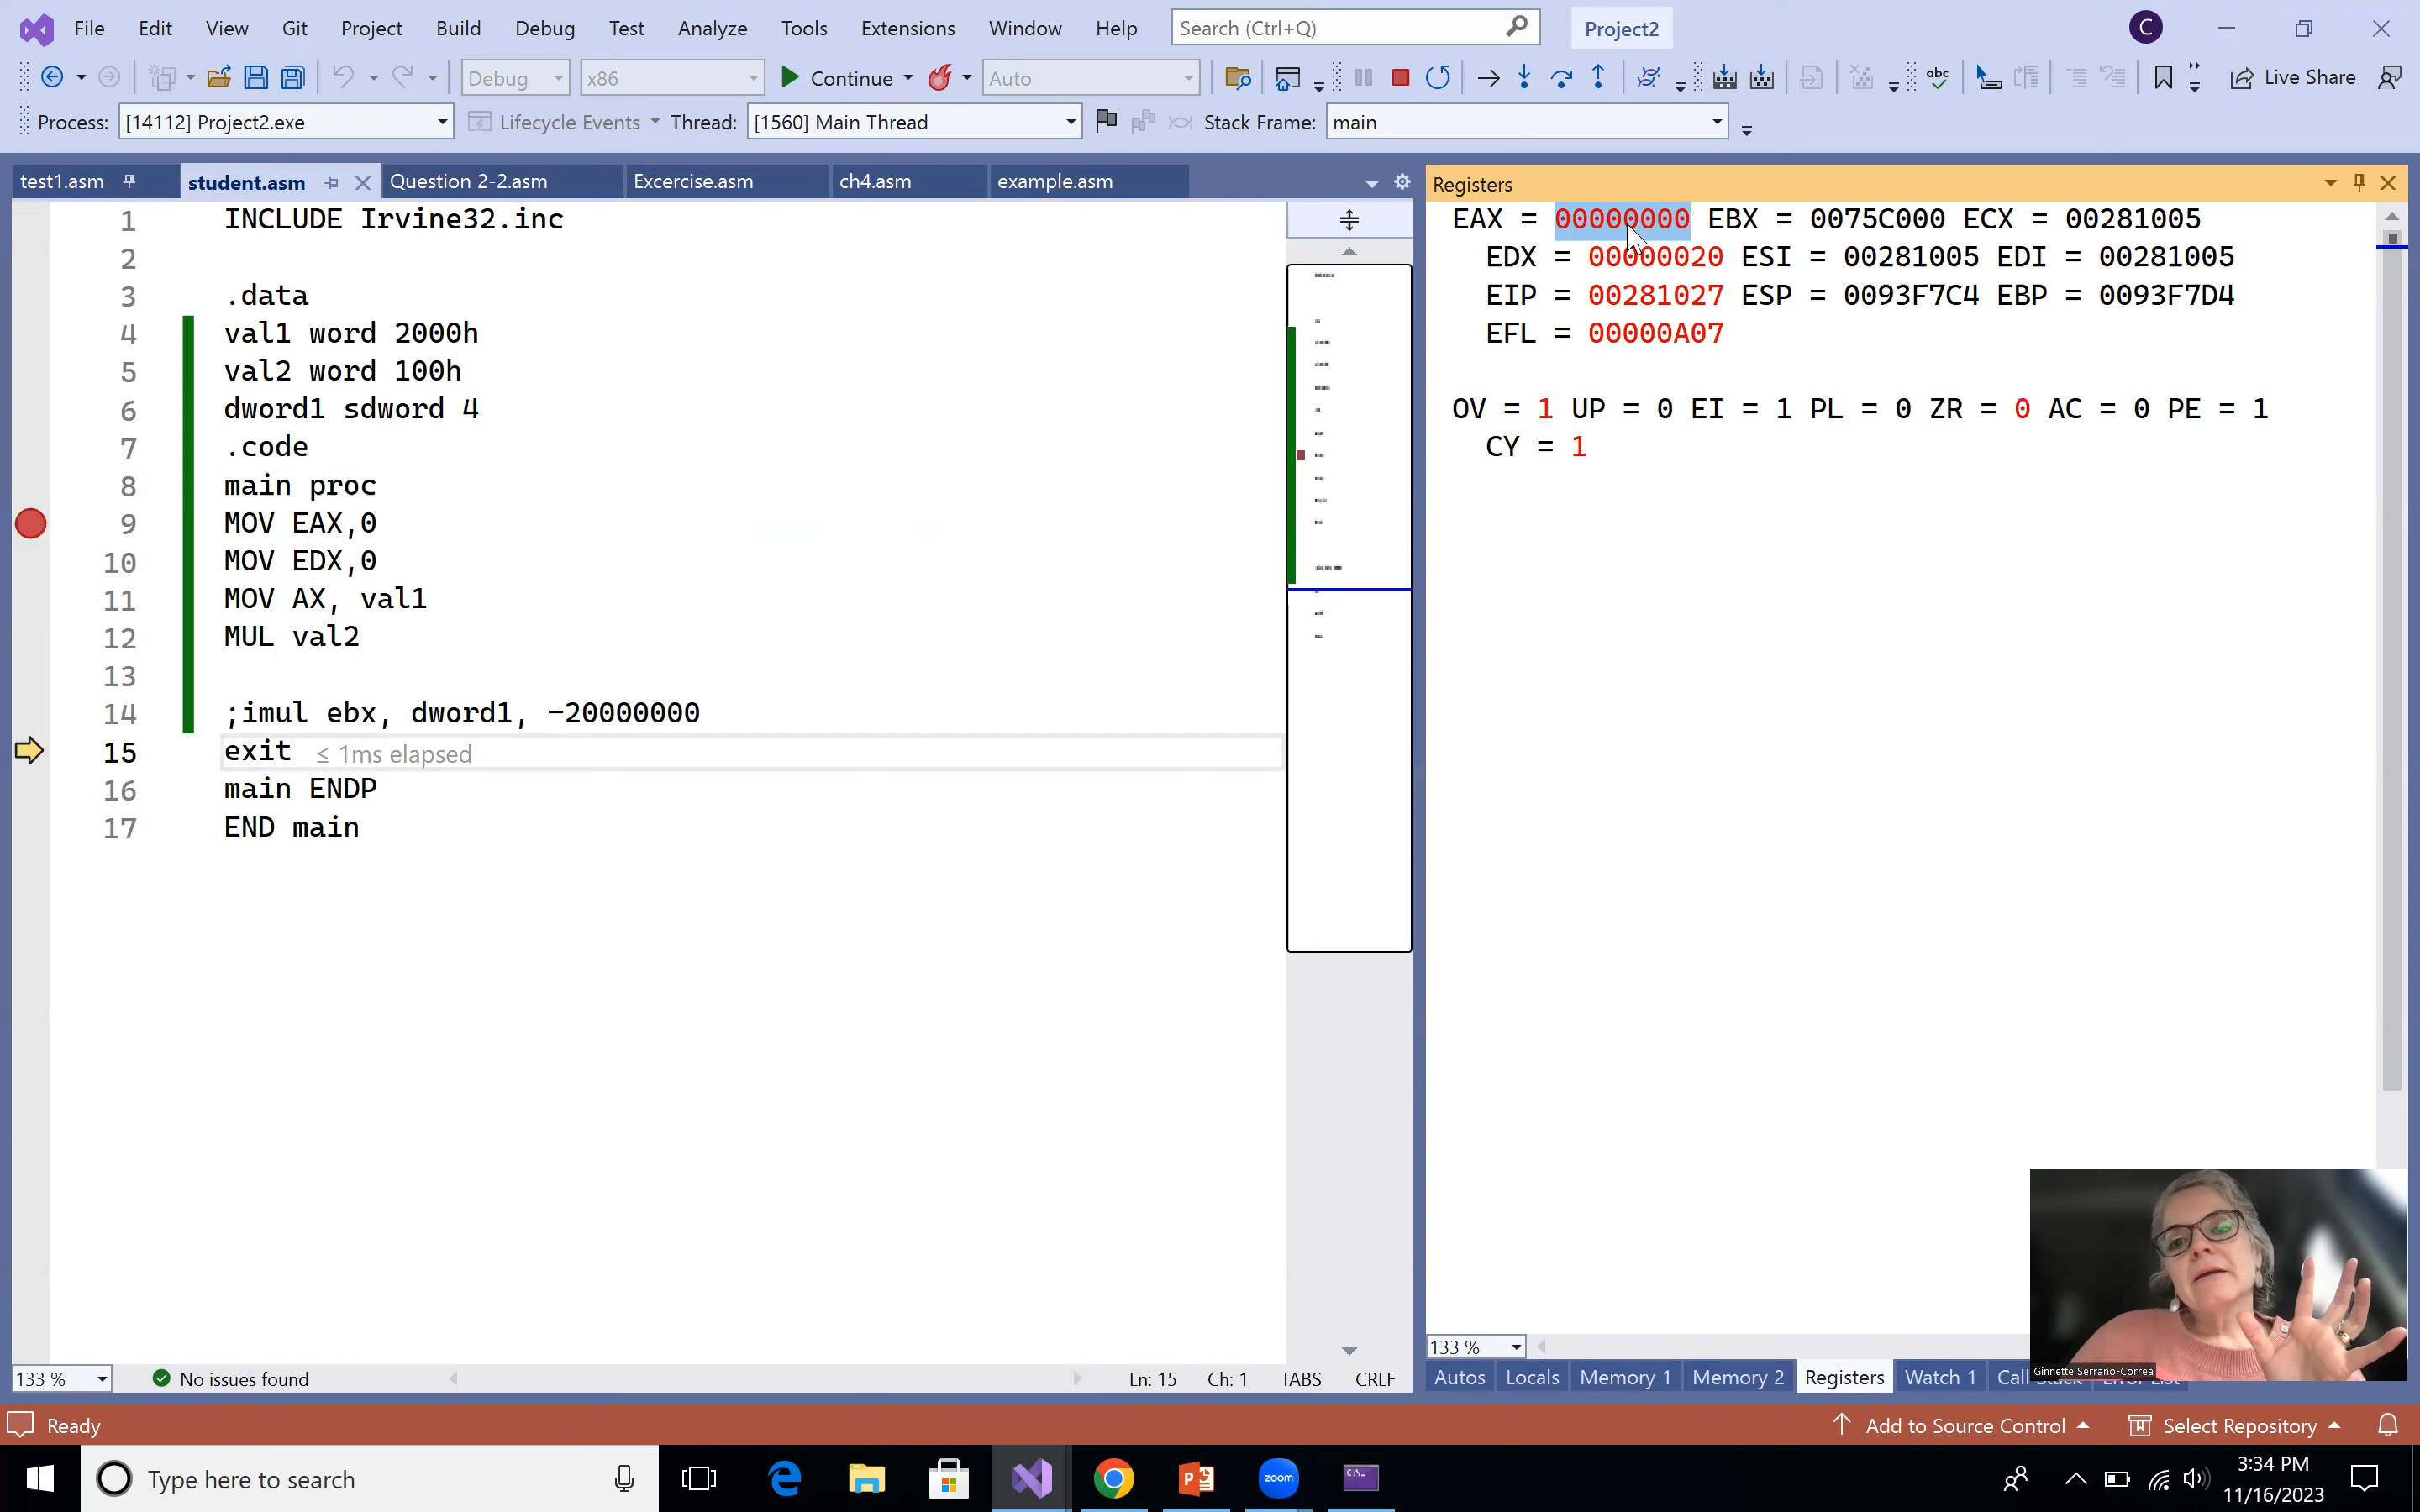 File Edit View Git Project Build Debug Test Analyze Tools Extensions Window Help Search (Ctrl+Q) Project2 C
Debug x86 Continue Auto abc Live Share
Process: [14112] Project2.exe Lifecycle Events Thread: [1560] Main Thread Stack Frame: main
test1.asm student.asm Question 2-2.asm Excercise.asm ch4.asm example.asm
1 INCLUDE Irvine32.inc
2
3 .data
4 val1 word 2000h
5 val2 word 100h
6 dword1 sdword 4
7 .code
8 main proc
9 MOV EAX,0
10 MOV EDX,0
11 MOV AX, val1
12 MUL val2
13
14 ;imul ebx, dword1, -20000000
15 exit ≤ 1ms elapsed
16 main ENDP
17 END main
133 % No issues found Ln: 15 Ch: 1 TABS CRLF
Registers
EAX = 00000000 EBX = 0075C000 ECX = 00281005
EDX = 00000020 ESI = 00281005 EDI = 00281005
EIP = 00281027 ESP = 0093F7C4 EBP = 0093F7D4
EFL = 00000A07
OV = 1 UP = 0 EI = 1 PL = 0 ZR = 0 AC = 0 PE = 1
CY = 1
133 %
Autos Locals Memory 1 Memory 2 Registers Watch 1 Call Stack Error List
Ginnette Serrano-Correa
Ready Add to Source Control Select Repository
Type here to search zoom 3:34 PM
11/16/2023